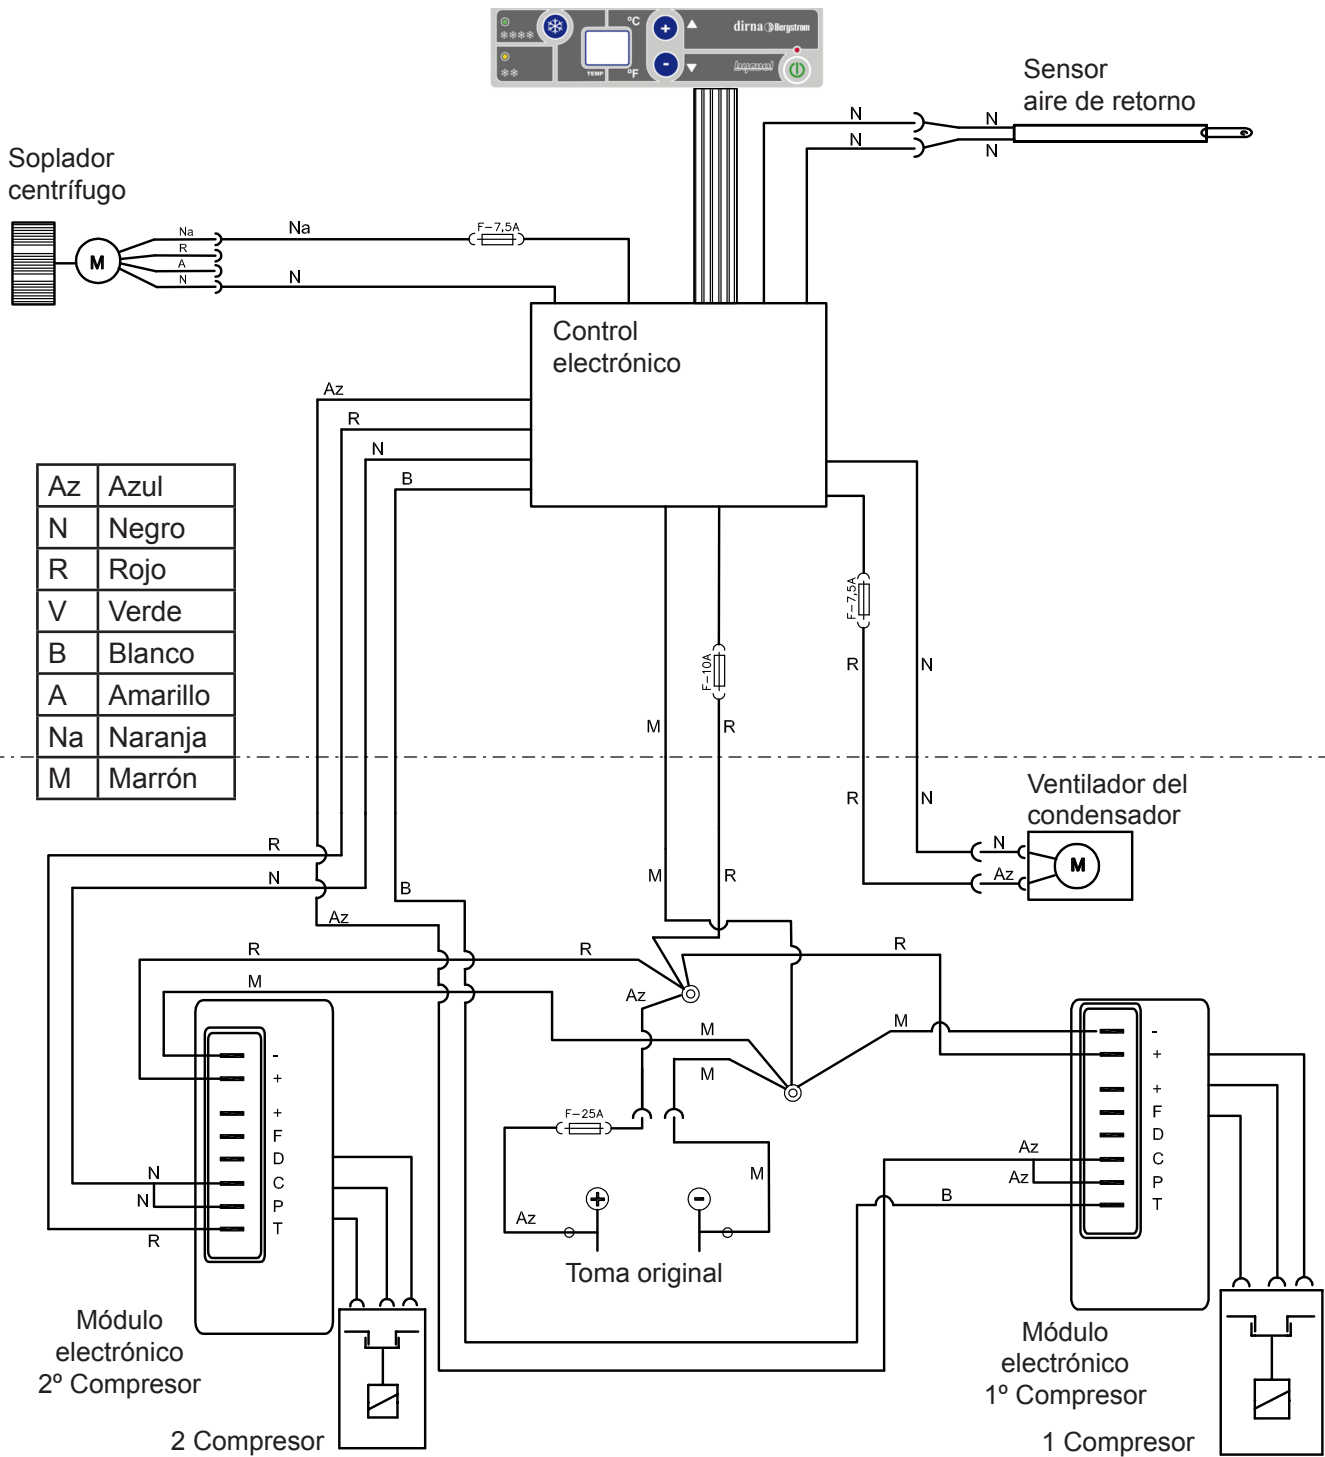 °C
dirna Bergstrom
TEMP
°F
bycool
Sensor
aire de retorno
N
N
N
N
Soplador
centrífugo
Na
R
A
N
Na
N
F-7,5A
M
Control
electrónico
Az
R
N
B
Az Azul
N Negro
R Rojo
V Verde
B Blanco
A Amarillo
Na Naranja
M Marrón
F-7,5A
F-10A
R
N
M
R
R
N
Ventilador del
condensador
N
Az
M
R
N
B
Az
M
R
R
R
R
M
Az
M
M
M
-
+
+
F
D
C
P
T
N
N
R
F-25A
Az
M
+
-
Toma original
-
+
+
F
D
C
P
T
Az
Az
B
Módulo
electrónico
2º Compresor
2 Compresor
Módulo
electrónico
1º Compresor
1 Compresor